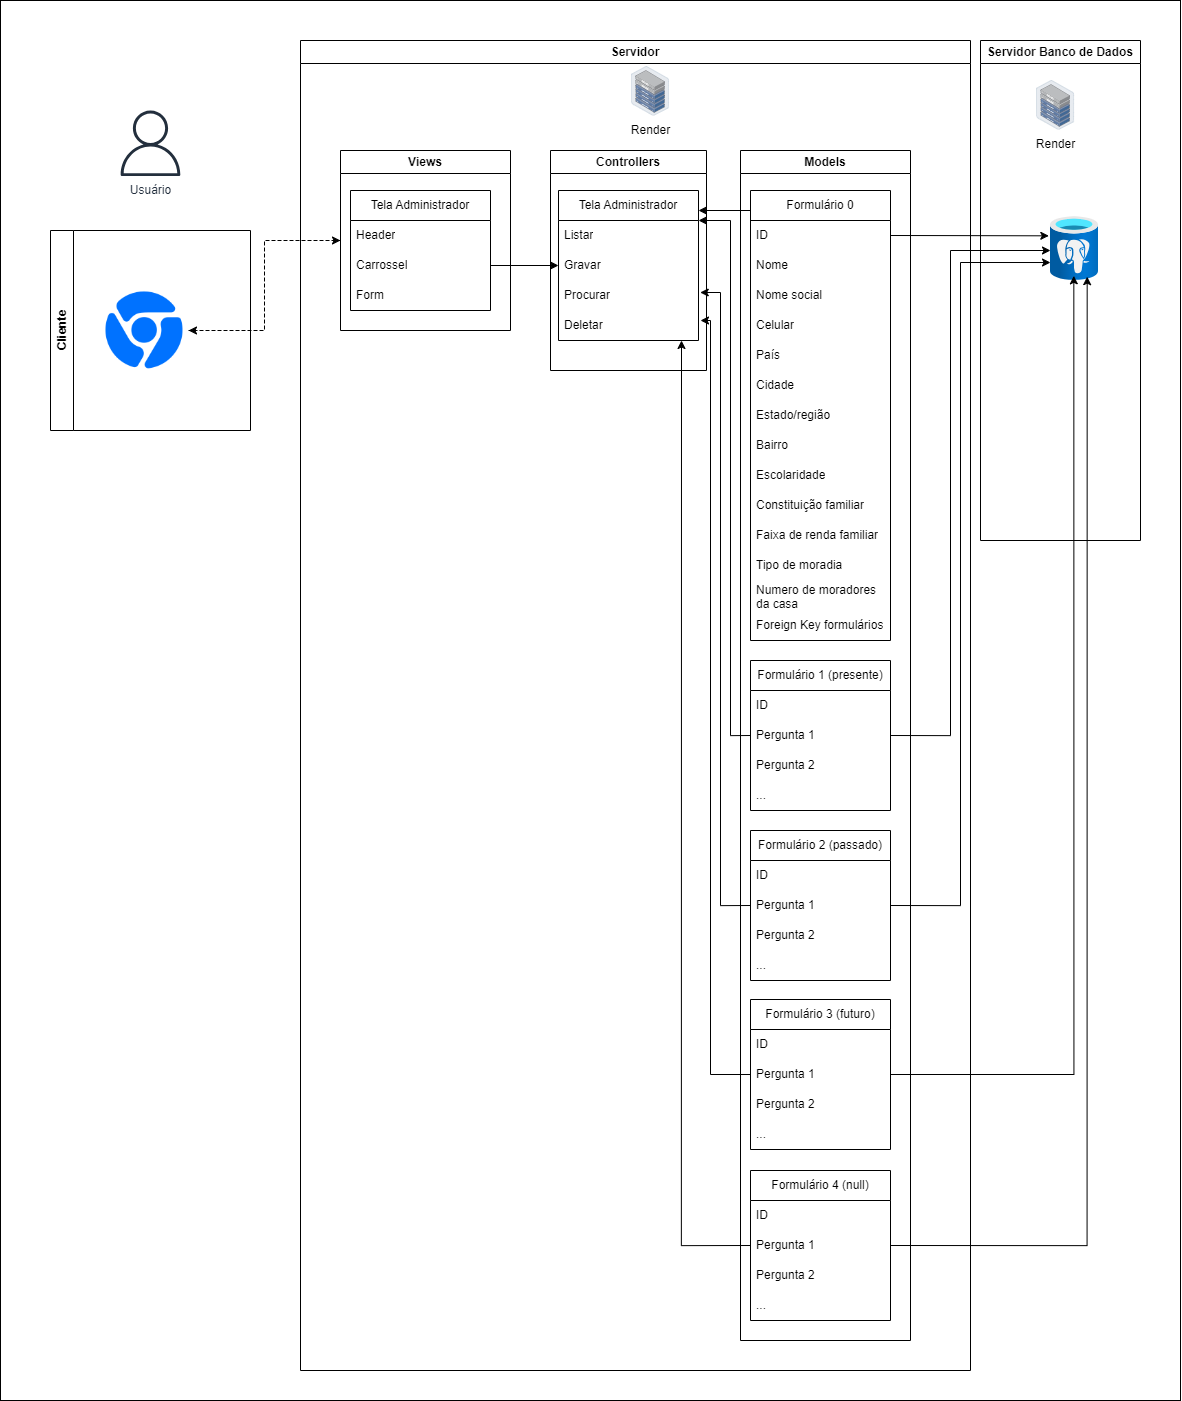 Servidor
Servidor Banco de Dados
Render
Render
Usuário
Cliente
Views
Tela Administrador
Header
Carrossel
Form
Controllers
Tela Administrador
Listar
Gravar
Procurar
Deletar
Models
Formulário 0
ID
Nome
Nome social
Celular
País
Cidade
Estado/região
Bairro
Escolaridade
Constituição familiar
Faixa de renda familiar
Tipo de moradia
Numero de moradores
da casa
Foreign Key formulários
Formulário 1 (presente)
ID
Pergunta 1
Pergunta 2
...
Formulário 2 (passado)
ID
Pergunta 1
Pergunta 2
...
Formulário 3 (futuro)
ID
Pergunta 1
Pergunta 2
...
Formulário 4 (null)
ID
Pergunta 1
Pergunta 2
...